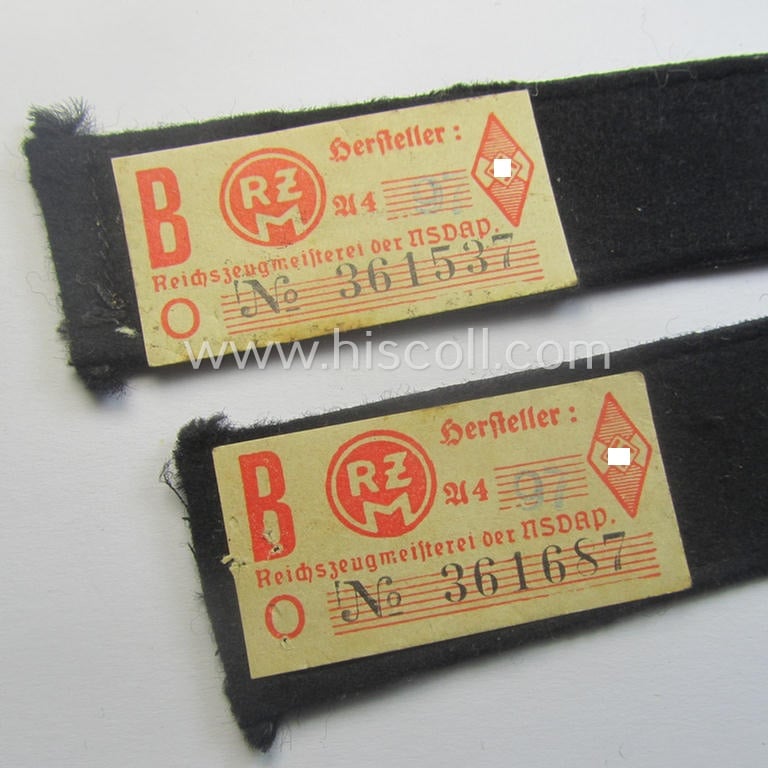 B
RZM
Hersteller:
A4 97
Reichszeugmeisterei der NSDAP.
O
No 361537
www.hiscoll.com
B
RZM
Hersteller:
A4 97
Reichszeugmeisterei der NSDAP.
O
No 361687